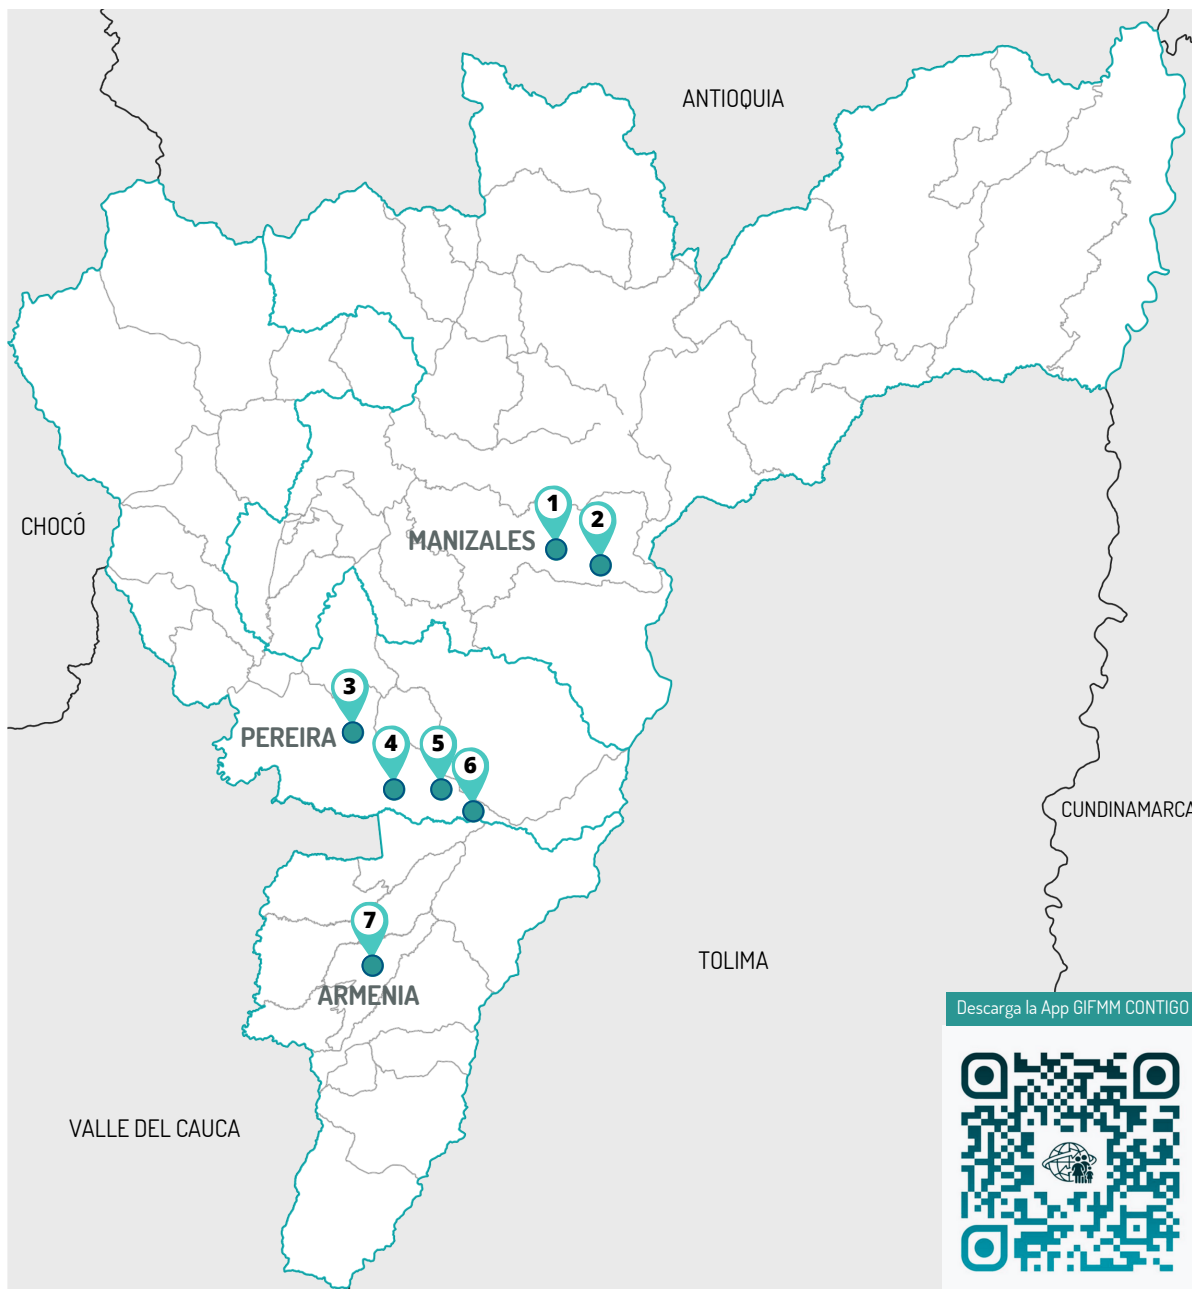 ANTIOQUIA
CHOCÓ
1
2
MANIZALES
3
PEREIRA
4
5
6
CUNDINAMARCA
7
ARMENIA
TOLIMA
Descarga la App GIFMM CONTIGO
VALLE DEL CAUCA